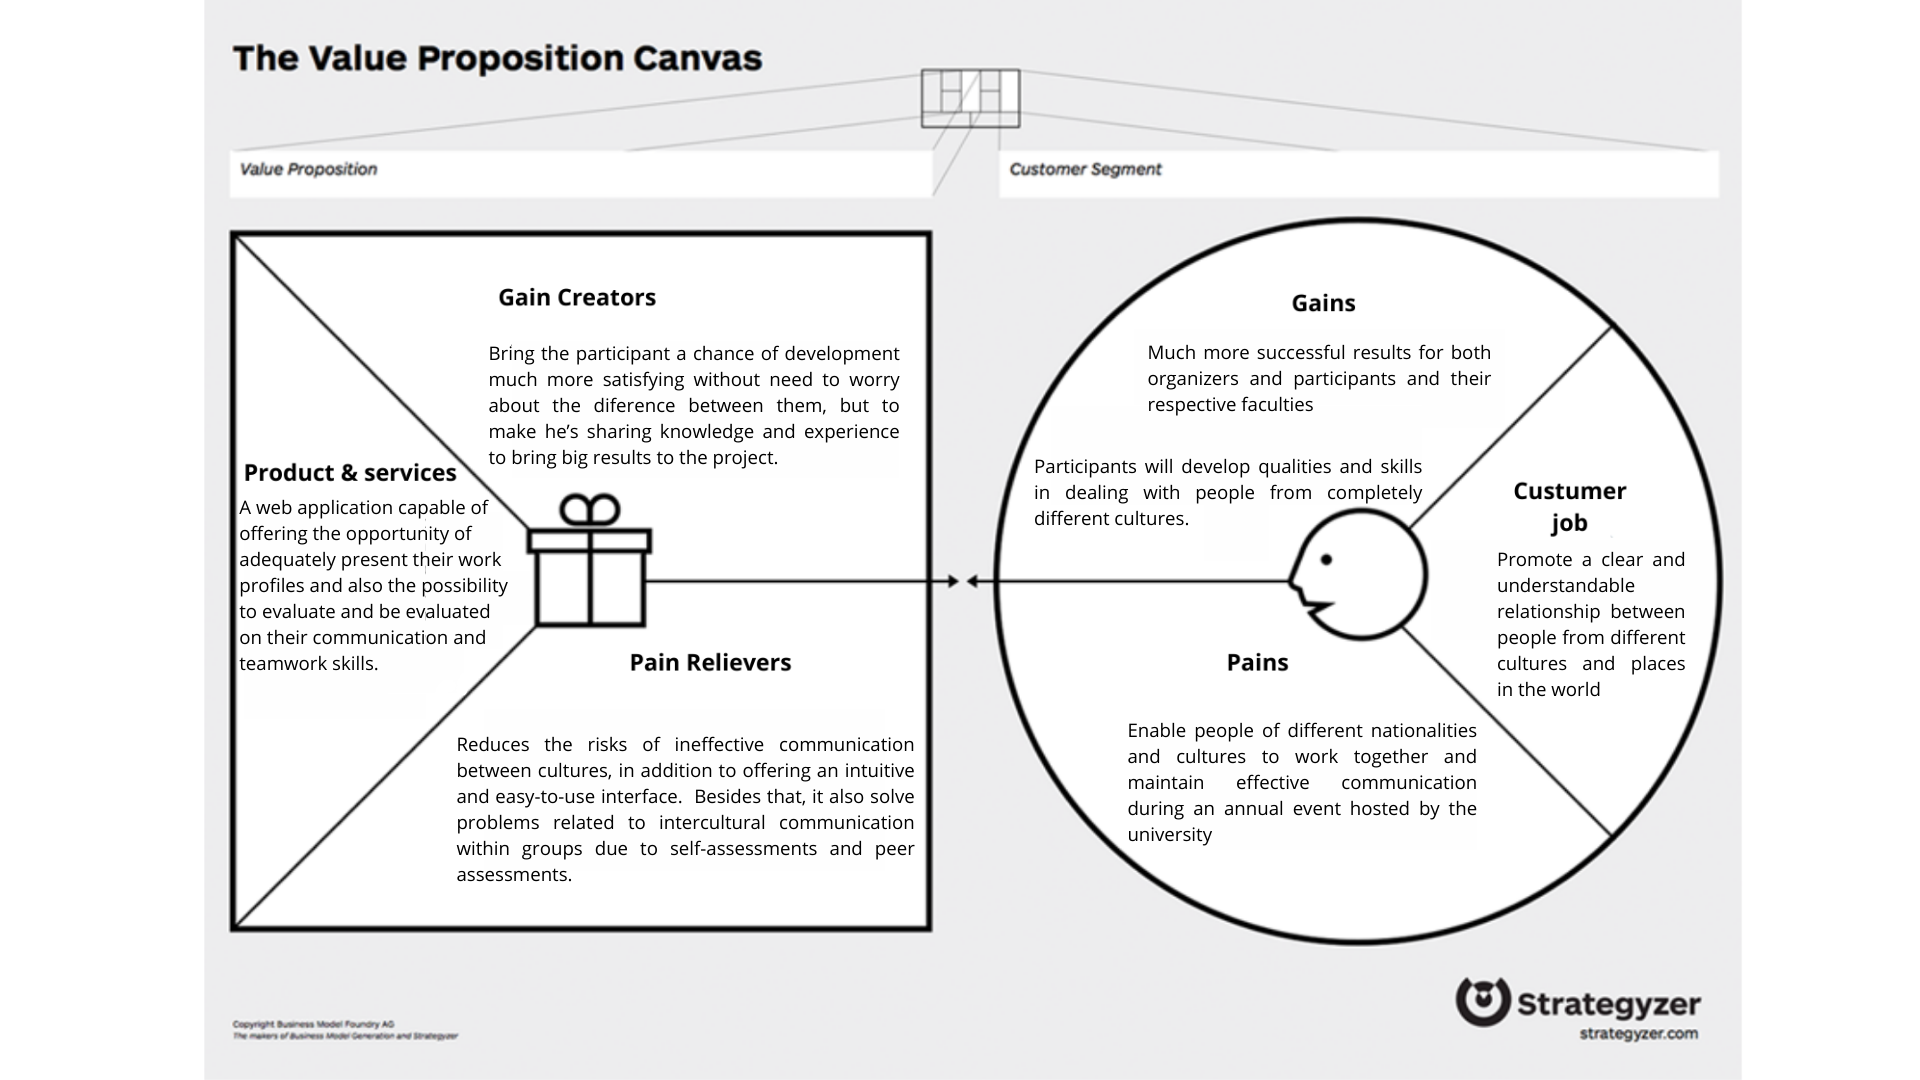 The Value Proposition Canvas
Value Proposition
Customer Segment
Gain Creators
Bring the participant a chance of development
much more satisfying without need to worry
about the diference between them, but to
make he's sharing knowledge and experience
to bring big results to the project.
Product & services
A web application capable of
offering the opportunity of
adequately present their work
profiles and also the possibility
to evaluate and be evaluated
on their communication and
teamwork skills.
Pain Relievers
Reduces the risks of ineffective communication
between cultures, in addition to offering an intuitive
and easy-to-use interface. Besides that, it also solve
problems related to intercultural communication
within groups due to self-assessments and peer
assessments.
Gains
Much more successful results for both
organizers and participants and their
respective faculties
Participants will develop qualities and skills
in dealing with people from completely
different cultures.
Custumer
job
Promote a clear and
understandable
relationship between
people from different
cultures and places
in the world
Pains
Enable people of different nationalities
and cultures to work together and
maintain effective communication
during an annual event hosted by the
university
Copyright Business Model Foundry AG
The makers of Business Model Generation and Strategyzer
Strategyzer
strategyzer.com